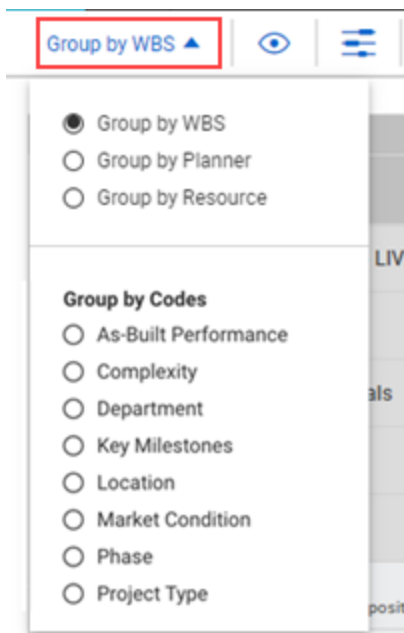 Group by WBS ▲
Group by WBS
Group by Planner
Group by Resource
LIV
Group by Codes
As-Built Performance
als
Complexity
Department
Key Milestones
Location
Market Condition
Phase
Project Type
posit